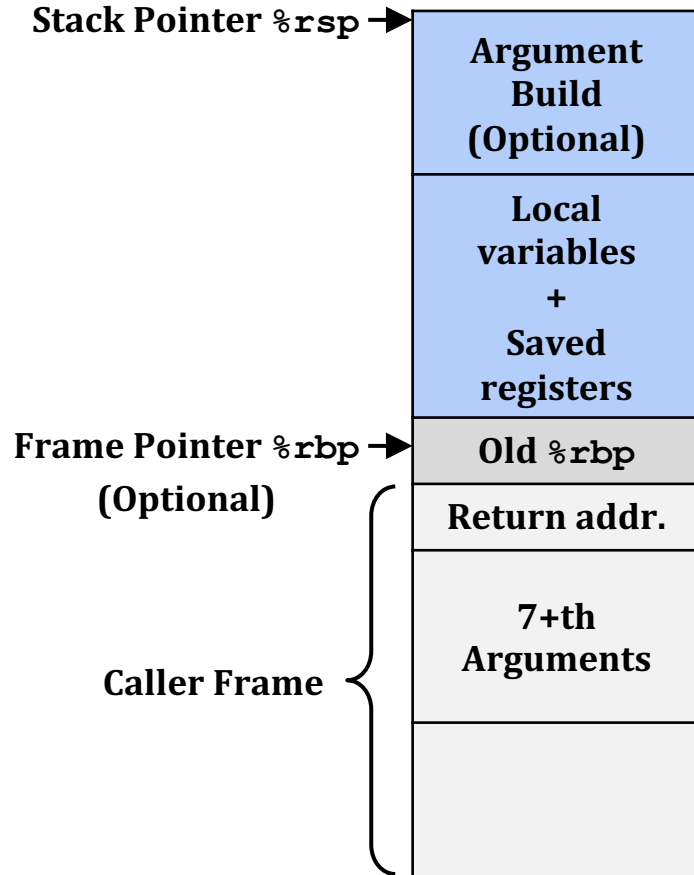 Stack Pointer %rsp
Argument
Build
(Optional)
Local
variables
+
Saved
registers
Frame Pointer %rbp
(Optional)
Old %rbp
Return addr.
7+th
Arguments
Caller Frame